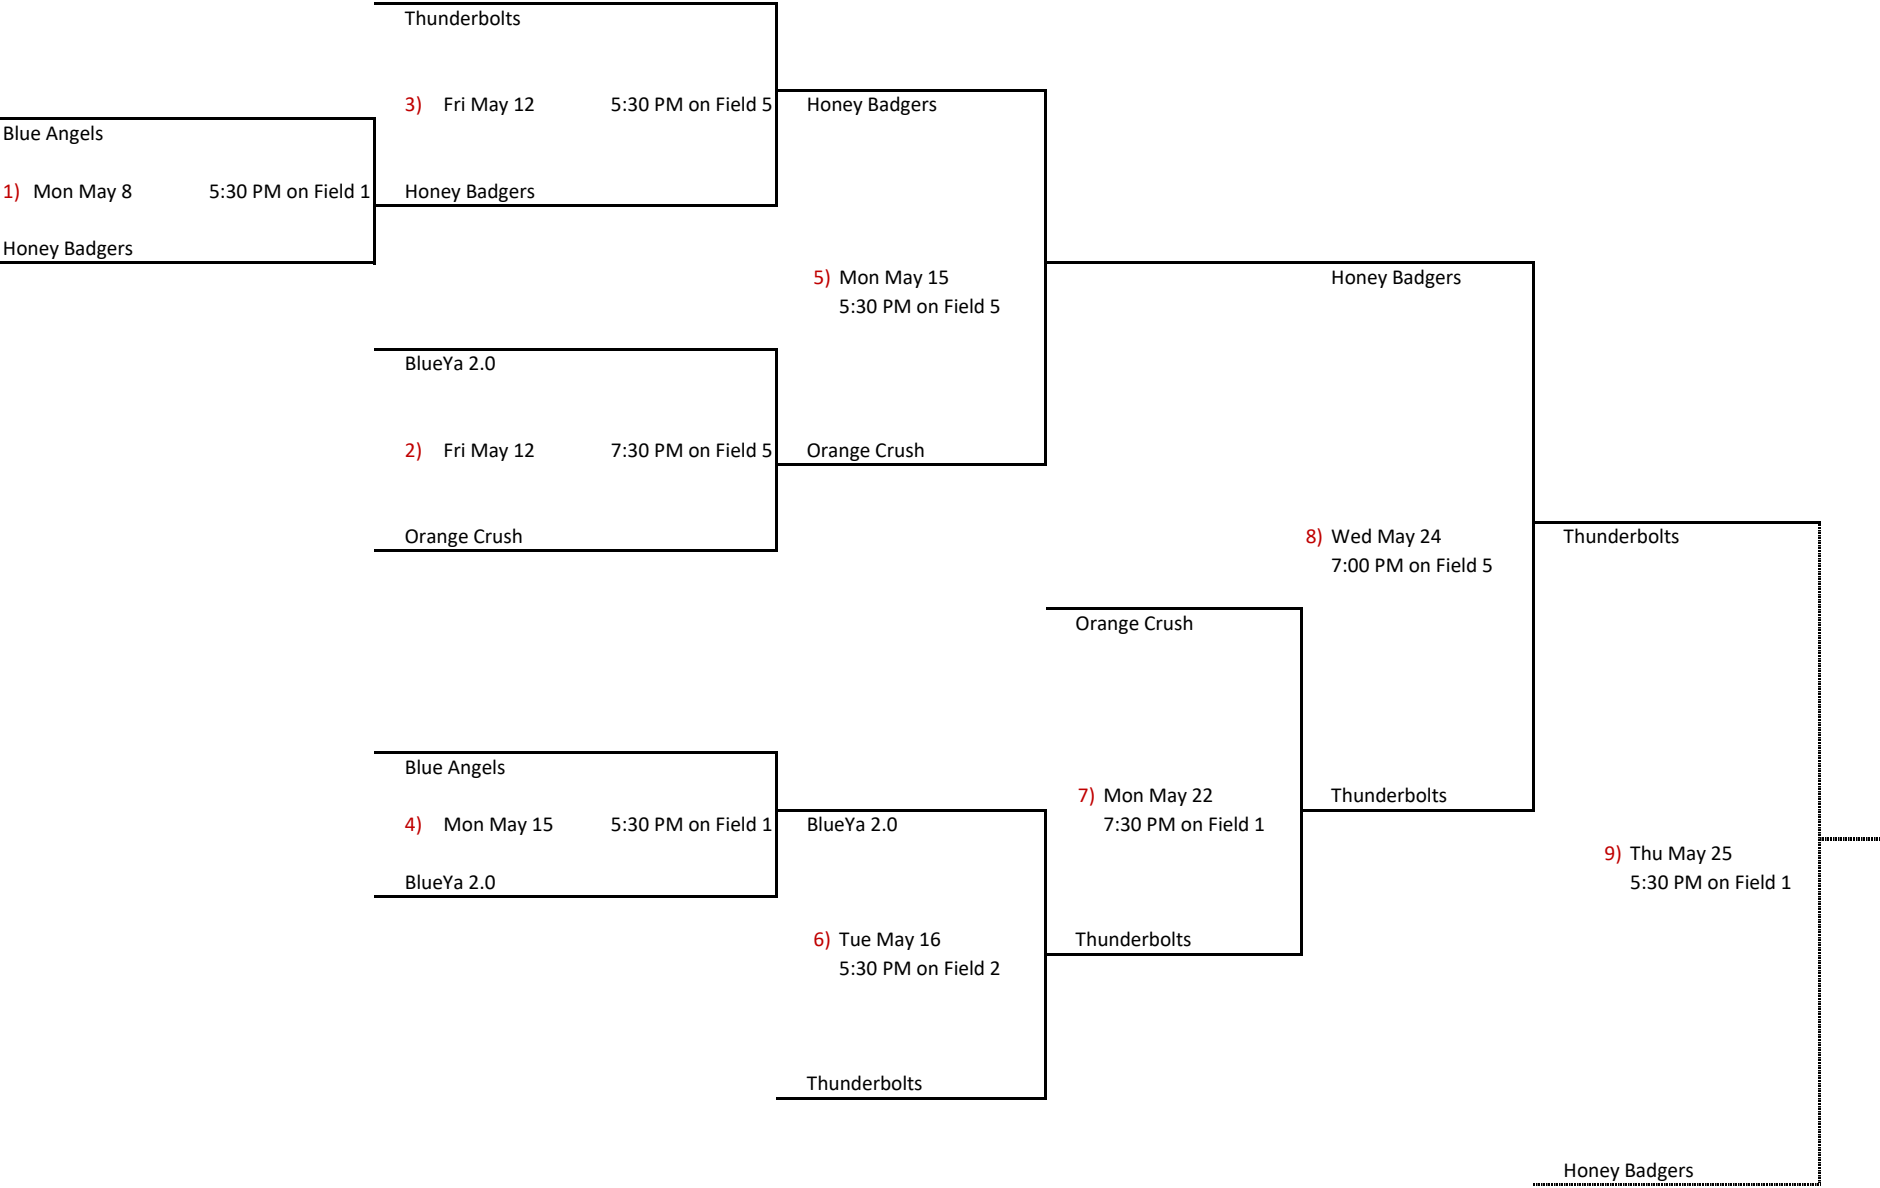 Thunderbolts
3) Fri May 12 5:30 PM on Field 5
Honey Badgers
Blue Angels
1) Mon May 8 5:30 PM on Field 1
Honey Badgers
Honey Badgers
5) Mon May 15
5:30 PM on Field 5
Honey Badgers
BlueYa 2.0
2) Fri May 12 7:30 PM on Field 5
Orange Crush
Orange Crush
8) Wed May 24
7:00 PM on Field 5
Thunderbolts
Orange Crush
Blue Angels
4) Mon May 15 5:30 PM on Field 1
BlueYa 2.0
BlueYa 2.0
7) Mon May 22
7:30 PM on Field 1
Thunderbolts
9) Thu May 25
5:30 PM on Field 1
6) Tue May 16
5:30 PM on Field 2
Thunderbolts
Thunderbolts
Honey Badgers